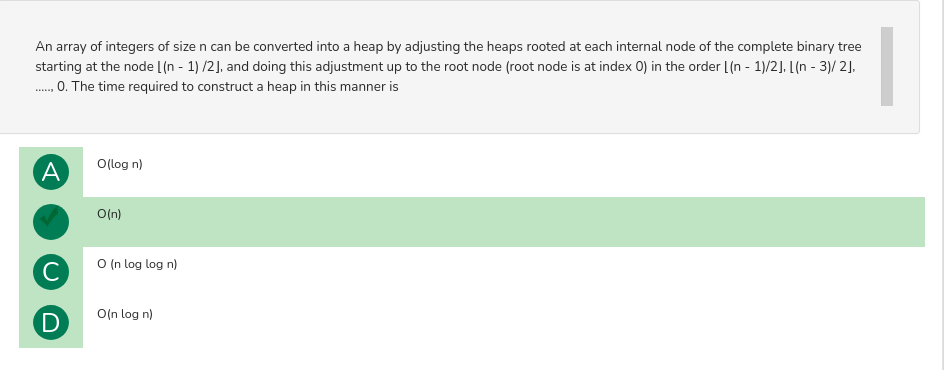 An array of integers of size n can be converted into a heap by adjusting the heaps rooted at each internal node of the complete binary tree
starting at the node ⌊(n - 1) /2⌋, and doing this adjustment up to the root node (root node is at index 0) in the order ⌊(n - 1)/2⌋, ⌊(n - 3)/ 2⌋,
....., 0. The time required to construct a heap in this manner is
A O(log n)
O(n)
C O (n log log n)
D O(n log n)